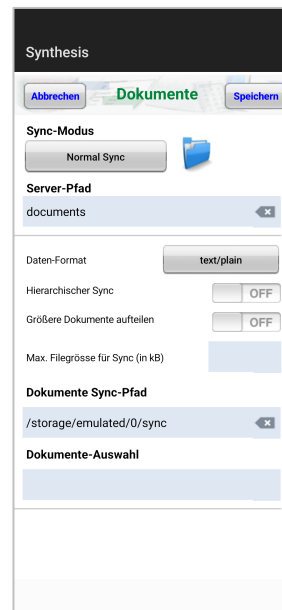 Synthesis
Abbrechen Dokumente Speichern
Sync-Modus
Normal Sync
Server-Pfad
documents
Daten-Format text/plain
Hierarchischer Sync OFF
Größere Dokumente aufteilen OFF
Max. Filegrösse für Sync (in kB)
Dokumente Sync-Pfad
/storage/emulated/0/sync
Dokumente-Auswahl